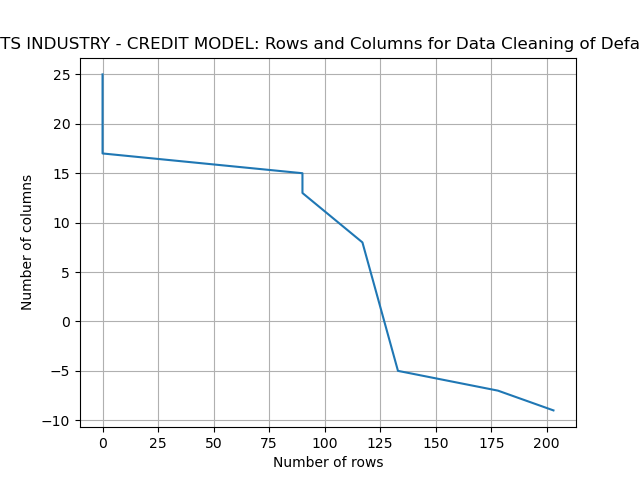 TS INDUSTRY - CREDIT MODEL: Rows and Columns for Data Cleaning of Defa
Number of columns
25
20
15
10
5
0
−5
−10
0 25 50 75 100 125 150 175 200
Number of rows